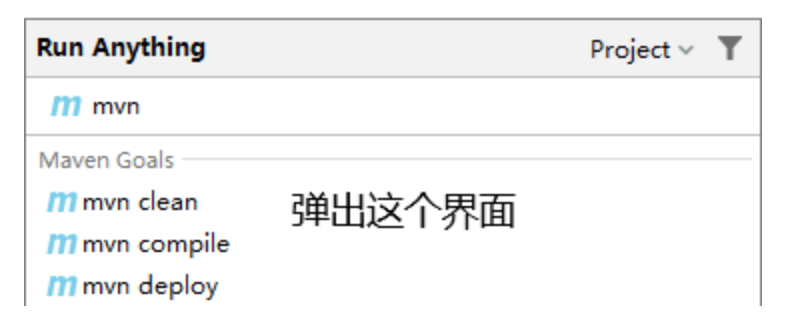 Run Anything Project
m mvn
Maven Goals
m mvn clean
弹出这个界面
m mvn compile
m mvn deploy